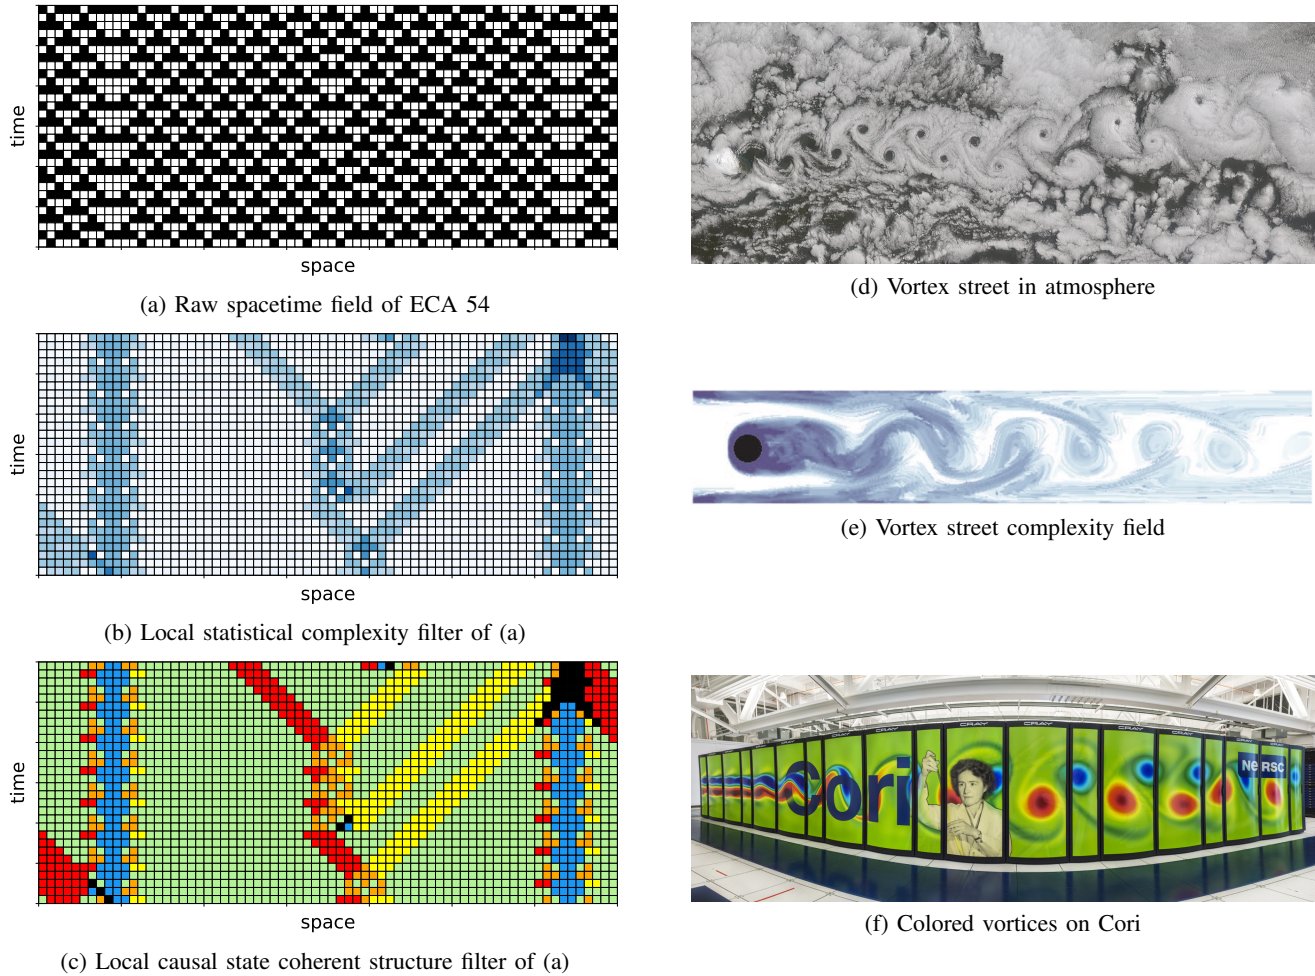 time
space
(a) Raw spacetime field of ECA 54
time
space
(b) Local statistical complexity filter of (a)
time
space
(c) Local causal state coherent structure filter of (a)
(d) Vortex street in atmosphere
(e) Vortex street complexity field
CRAY
Cori
NeRSC
(f) Colored vortices on Cori